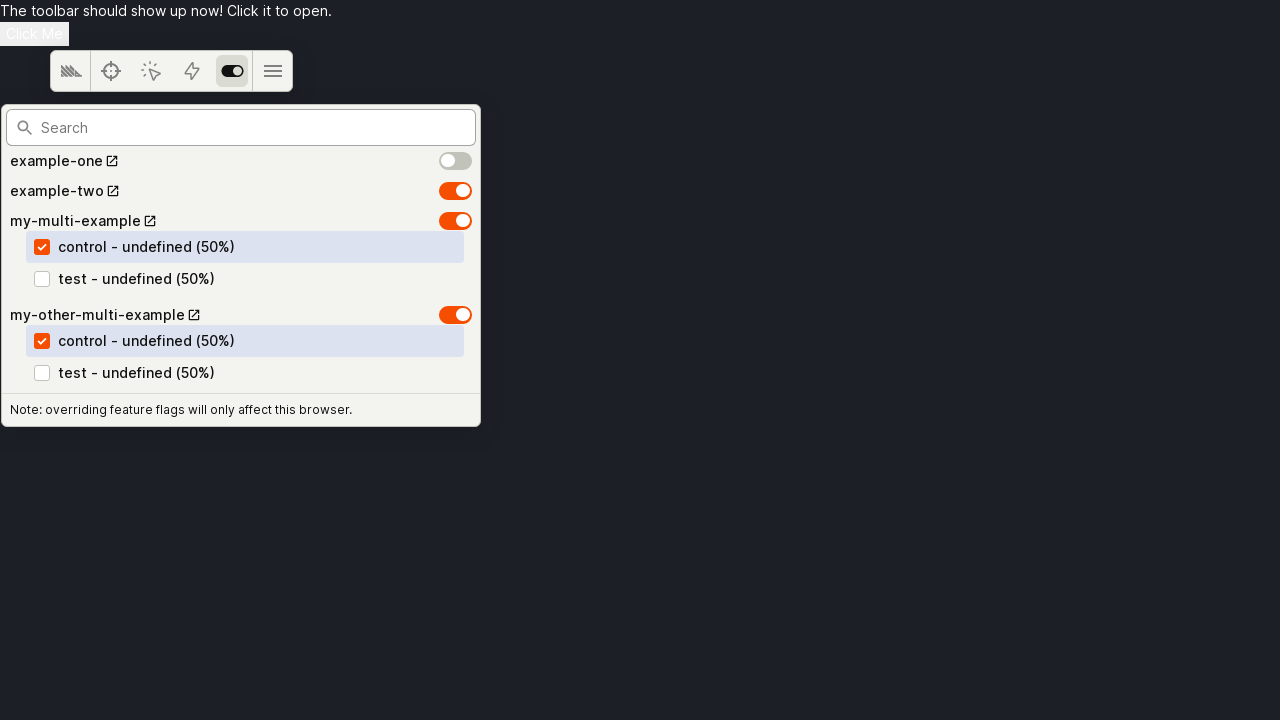 The toolbar should show up now! Click it to open.
Click Me
Search
example-one
example-two
my-multi-example
control - undefined (50%)
test - undefined (50%)
my-other-multi-example
control - undefined (50%)
test - undefined (50%)
Note: overriding feature flags will only affect this browser.